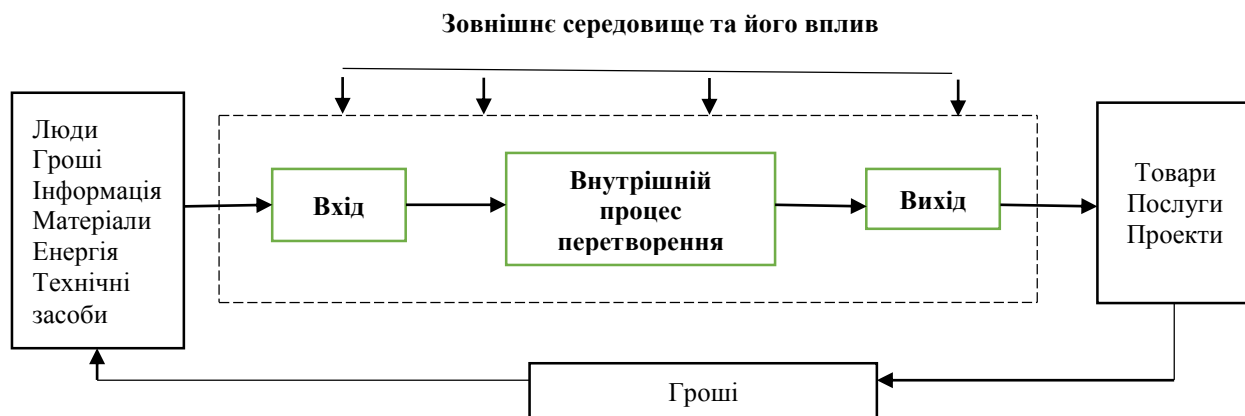 Зовнішнє середовище та його вплив
Люди
Гроші
Інформація
Матеріали
Енергія
Технічні
засоби
Вхід
Внутрішній
процес
перетворення
Вихід
Товари
Послуги
Проекти
Гроші